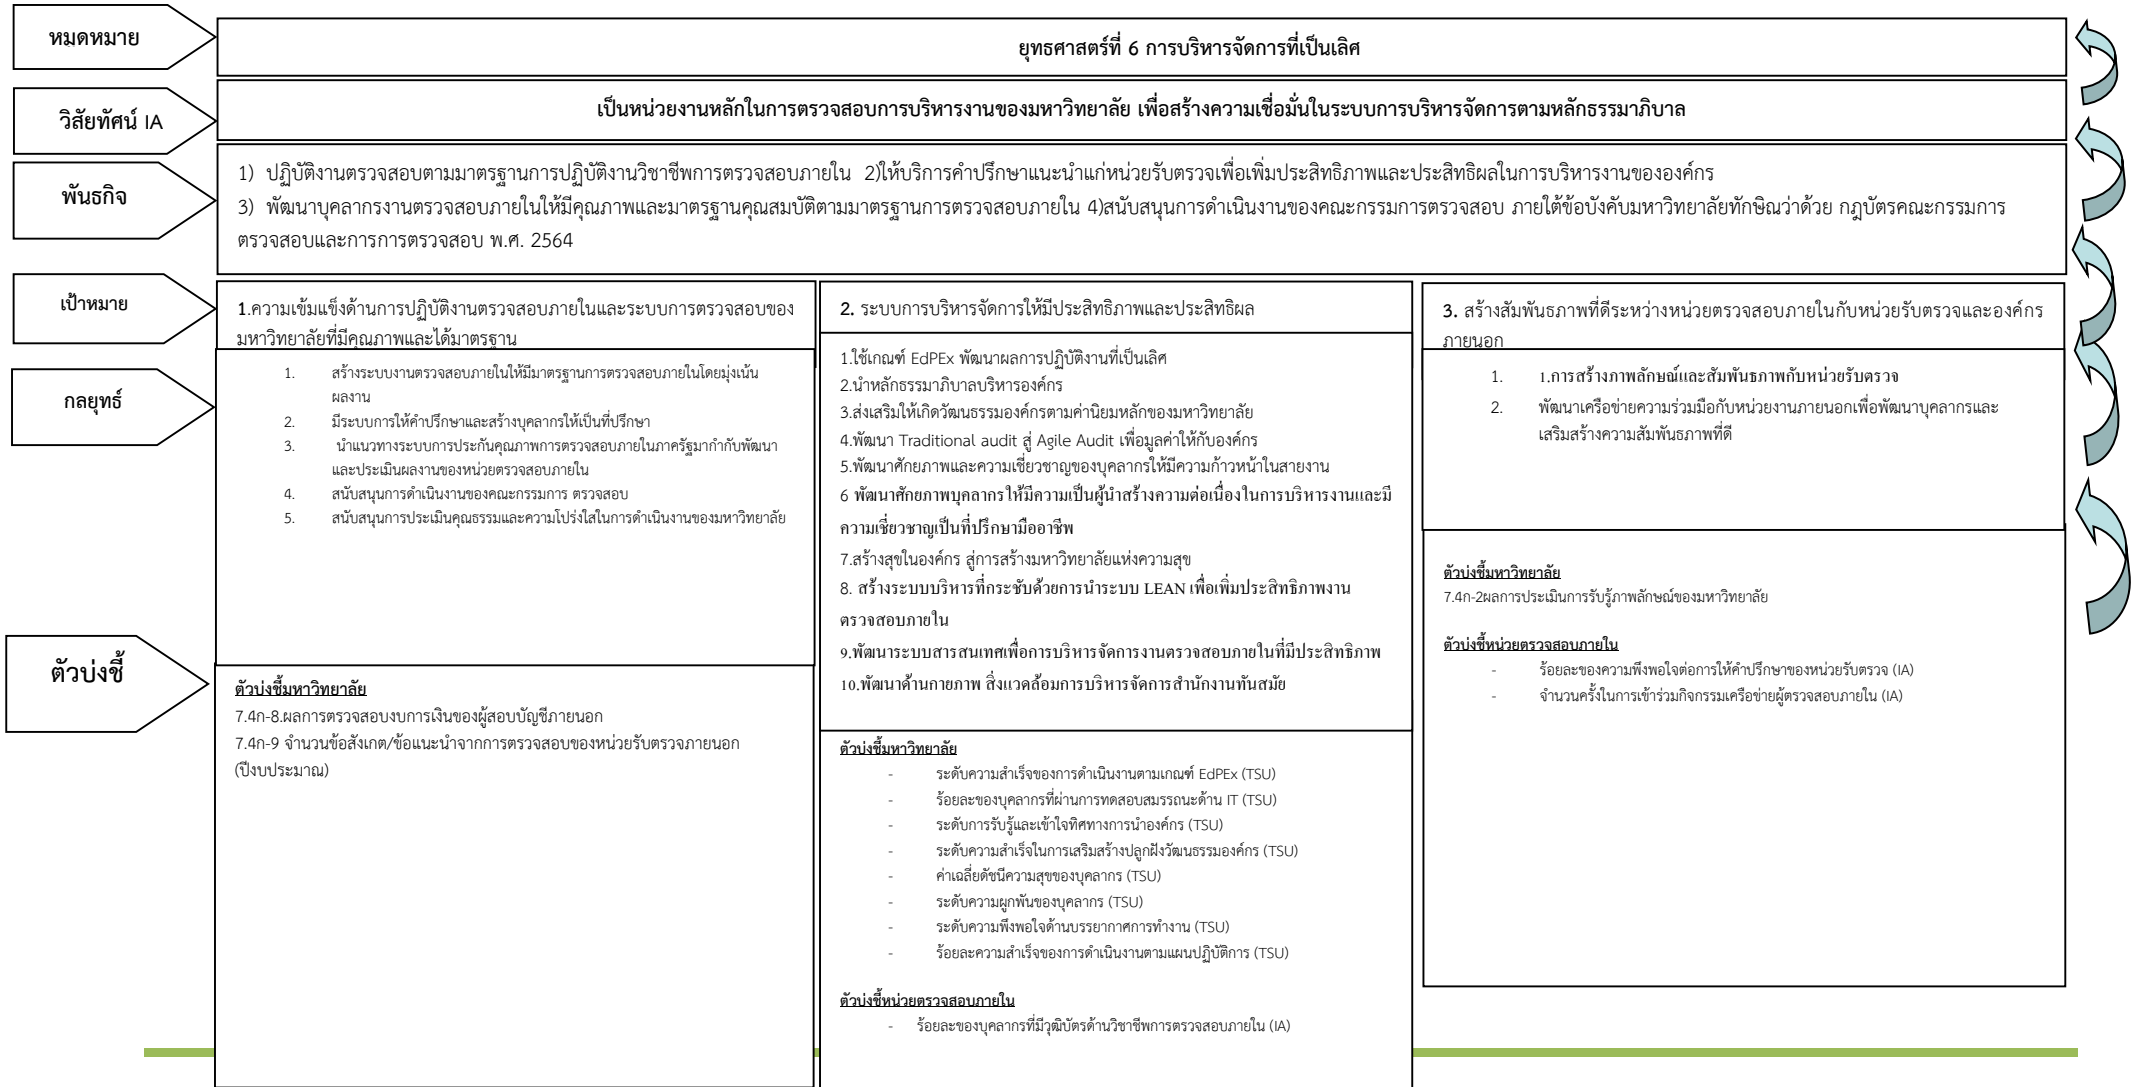 หมดหมาย
ยุทธศาสตร์ที่ 6 การบริหารจัดการที่เป็นเลิศ
วิสัยทัศน์ IA
เป็นหน่วยงานหลักในการตรวจสอบการบริหารงานของมหาวิทยาลัย เพื่อสร้างความเชื่อมั่นในระบบการบริหารจัดการตามหลักธรรมาภิบาล
พันธกิจ
1) ปฏิบัติงานตรวจสอบตามมาตรฐานการปฏิบัติงานวิชาชีพการตรวจสอบภายใน 2)ให้บริการคำปรึกษาแนะนำแก่หน่วยรับตรวจเพื่อเพิ่มประสิทธิภาพและประสิทธิผลในการบริหารงานขององค์กร
3) พัฒนาบุคลากรงานตรวจสอบภายในให้มีคุณภาพและมาตรฐานคุณสมบัติตามมาตรฐานการตรวจสอบภายใน 4)สนับสนุนการดำเนินงานของคณะกรรมการตรวจสอบ ภายใต้ข้อบังคับมหาวิทยาลัยทักษิณว่าด้วย กฎบัตรคณะกรรมการ
ตรวจสอบและการการตรวจสอบ พ.ศ. 2564
เป้าหมาย
1.ความเข้มแข็งด้านการปฏิบัติงานตรวจสอบภายในและระบบการตรวจสอบของ
มหาวิทยาลัยที่มีคุณภาพและได้มาตรฐาน
2. ระบบการบริหารจัดการให้มีประสิทธิภาพและประสิทธิผล
3. สร้างสัมพันธภาพที่ดีระหว่างหน่วยตรวจสอบภายในกับหน่วยรับตรวจและองค์กร
ภายนอก
กลยุทธ์
1. สร้างระบบงานตรวจสอบภายในให้มีมาตรฐานการตรวจสอบภายในโดยมุ่งเน้น
ผลงาน
2. มีระบบการให้คำปรึกษาและสร้างบุคลากรให้เป็นที่ปรึกษา
3. นำแนวทางระบบการประกันคุณภาพการตรวจสอบภายในภาครัฐมากำกับพัฒนา
และประเมินผลงานของหน่วยตรวจสอบภายใน
4. สนับสนุนการดำเนินงานของคณะกรรมการ ตรวจสอบ
5. สนับสนุนการประเมินคุณธรรมและความโปร่งใสในการดำเนินงานของมหาวิทยาลัย
1.ใช้เกณฑ์ EdPEx พัฒนาผลการปฏิบัติงานที่เป็นเลิศ
2.นำหลักธรรมาภิบาลบริหารองค์กร
3.ส่งเสริมให้เกิดวัฒนธรรมองค์กรตามค่านิยมหลักของมหาวิทยาลัย
4.พัฒนา Traditional audit สู่ Agile Audit เพื่อมูลค่าให้กับองค์กร
5.พัฒนาศักยภาพและความเชี่ยวชาญของบุคลากรให้มีความก้าวหน้าในสายงาน
6 พัฒนาศักยภาพบุคลากรให้มีความเป็นผู้นำสร้างความต่อเนื่องในการบริหารงานและมี
ความเชี่ยวชาญเป็นที่ปรึกษามืออาชีพ
7.สร้างสุขในองค์กร สู่การสร้างมหาวิทยาลัยแห่งความสุข
8. สร้างระบบบริหารที่กระชับด้วยการนำระบบ LEAN เพื่อเพิ่มประสิทธิภาพงาน
ตรวจสอบภายใน
9.พัฒนาระบบสารสนเทศเพื่อการบริหารจัดการงานตรวจสอบภายในที่มีประสิทธิภาพ
10.พัฒนาด้านกายภาพ สิ่งแวดล้อมการบริหารจัดการสำนักงานทันสมัย
1. 1.การสร้างภาพลักษณ์และสัมพันธภาพกับหน่วยรับตรวจ
2. พัฒนาเครือข่ายความร่วมมือกับหน่วยงานภายนอกเพื่อพัฒนาบุคลากรและ
เสริมสร้างความสัมพันธภาพที่ดี
ตัวบ่งชี้
ตัวบ่งชี้มหาวิทยาลัย
7.4ก-8.ผลการตรวจสอบงบการเงินของผู้สอบบัญชีภายนอก
7.4ก-9 จำนวนข้อสังเกต/ข้อแนะนำจากการตรวจสอบของหน่วยรับตรวจภายนอก
(ปีงบประมาณ)
ตัวบ่งชี้มหาวิทยาลัย
- ระดับความสำเร็จของการดำเนินงานตามเกณฑ์ EdPEx (TSU)
- ร้อยละของบุคลากรที่ผ่านการทดสอบสมรรถนะด้าน IT (TSU)
- ระดับการรับรู้และเข้าใจทิศทางการนำองค์กร (TSU)
- ระดับความสำเร็จในการเสริมสร้างปลูกฝังวัฒนธรรมองค์กร (TSU)
- ค่าเฉลี่ยดัชนีความสุขของบุคลากร (TSU)
- ระดับความผูกพันของบุคลากร (TSU)
- ระดับความพึงพอใจด้านบรรยากาศการทำงาน (TSU)
- ร้อยละความสำเร็จของการดำเนินงานตามแผนปฏิบัติการ (TSU)
ตัวบ่งชี้หน่วยตรวจสอบภายใน
- ร้อยละของบุคลากรที่มีวุฒิบัตรด้านวิชาชีพการตรวจสอบภายใน (IA)
ตัวบ่งชี้มหาวิทยาลัย
7.4ก-2ผลการประเมินการรับรู้ภาพลักษณ์ของมหาวิทยาลัย
ตัวบ่งชี้หน่วยตรวจสอบภายใน
- ร้อยละของความพึงพอใจต่อการให้คำปรึกษาของหน่วยรับตรวจ (IA)
- จำนวนครั้งในการเข้าร่วมกิจกรรมเครือข่ายผู้ตรวจสอบภายใน (IA)